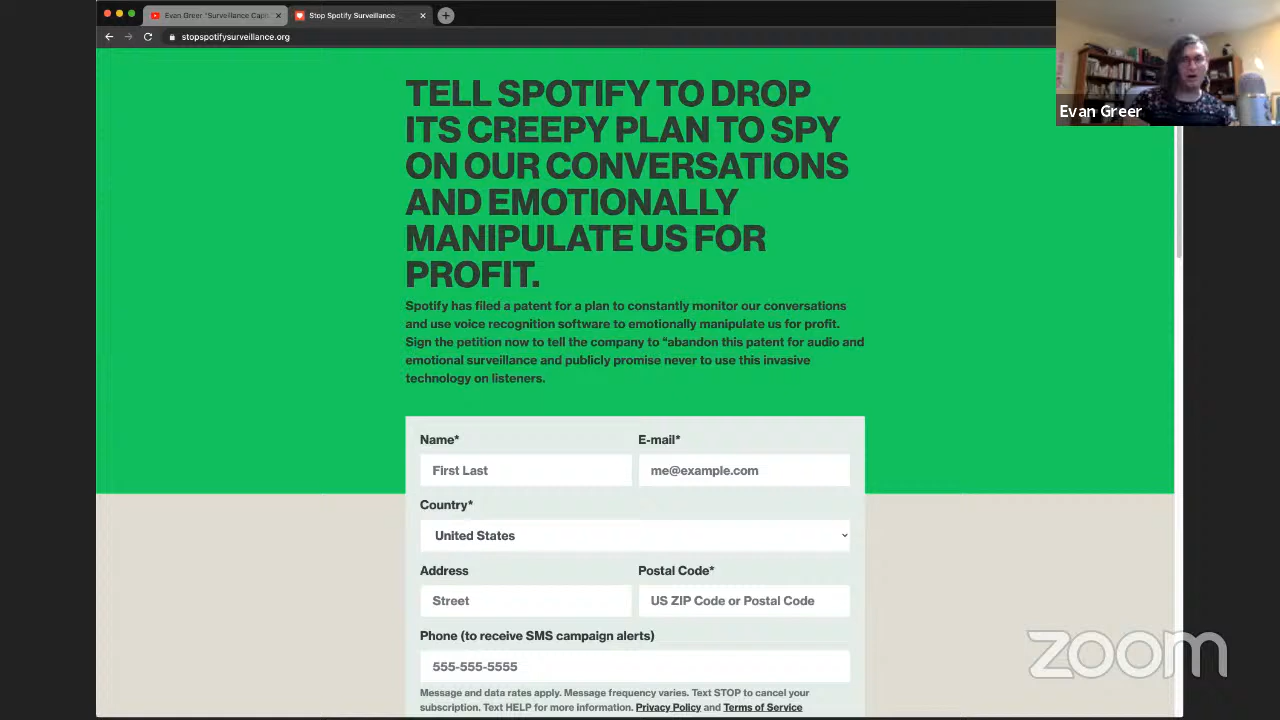 Evan Greer "Surveillance Capit
Stop Spotify Surveillance
stopspotifysurveillance.org
Evan Greer
TELL SPOTIFY TO DROP
ITS CREEPY PLAN TO SPY
ON OUR CONVERSATIONS
AND EMOTIONALLY
MANIPULATE US FOR
PROFIT.
Spotify has filed a patent for a plan to constantly monitor our conversations
and use voice recognition software to emotionally manipulate us for profit.
Sign the petition now to tell the company to “abandon this patent for audio and
emotional surveillance and publicly promise never to use this invasive
technology on listeners.
Name*
E-mail*
First Last
me@example.com
Country*
United States
Address
Postal Code*
Street
US ZIP Code or Postal Code
Phone (to receive SMS campaign alerts)
555-555-5555
Message and data rates apply. Message frequency varies. Text STOP to cancel your
subscription. Text HELP for more information. Privacy Policy and Terms of Service
zoom